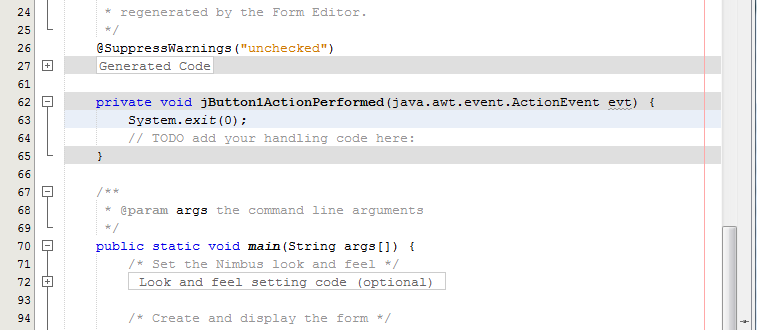 24 * regenerated by the Form Editor.
25 */
26 @SuppressWarnings("unchecked")
27 Generated Code
61
62 private void jButton1ActionPerformed(java.awt.event.ActionEvent evt) {
63 System.exit(0);
64 // TODO add your handling code here:
65 }
66
67 /**
68 * @param args the command line arguments
69 */
70 public static void main(String args[]) {
71 /* Set the Nimbus look and feel */
72 Look and feel setting code (optional)
93
94 /* Create and display the form */